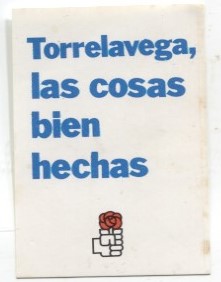 Torrelavega,
las cosas
bien
hechas